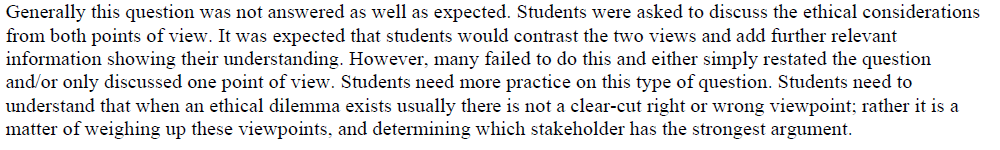 Generally this question was not answered as well as expected. Students were asked to discuss the ethical considerations
from both points of view. It was expected that students would contrast the two views and add further relevant
information showing their understanding. However, many failed to do this and either simply restated the question
and/or only discussed one point of view. Students need more practice on this type of question. Students need to
understand that when an ethical dilemma exists usually there is not a clear-cut right or wrong viewpoint; rather it is a
matter of weighing up these viewpoints, and determining which stakeholder has the strongest argument.